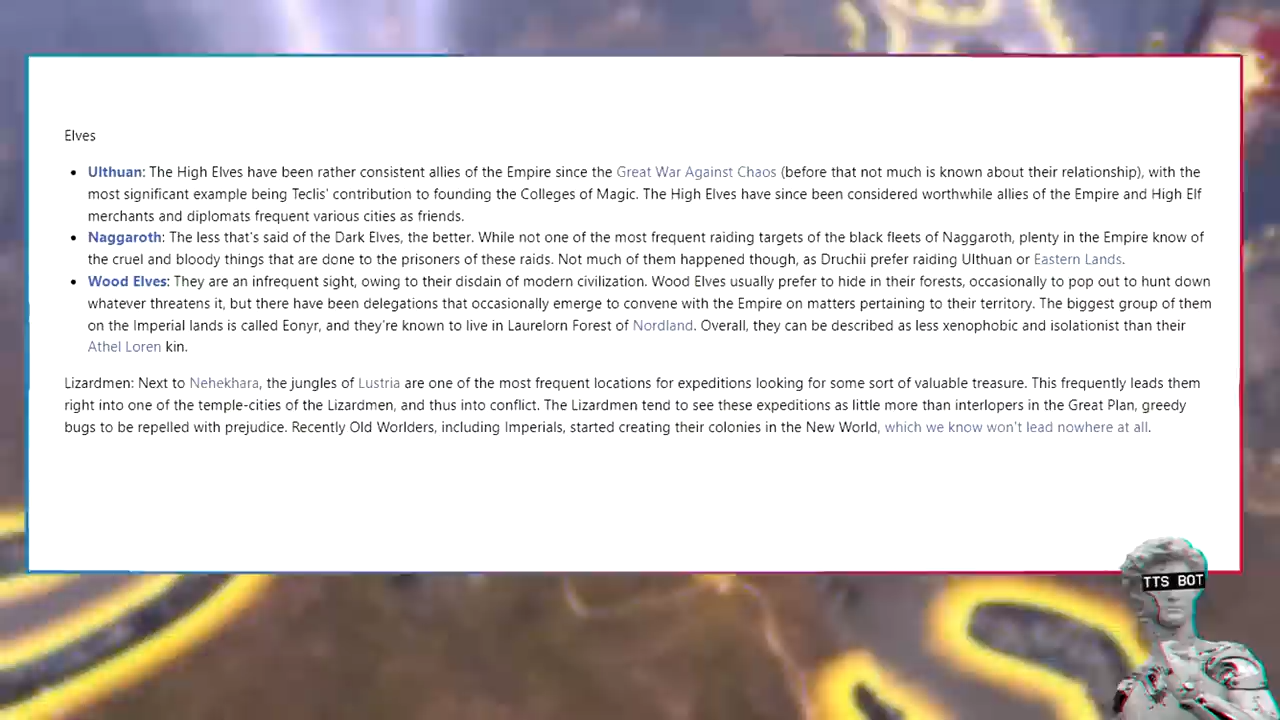 Elves
• Ulthuan: The High Elves have been rather consistent allies of the Empire since the Great War Against Chaos (before that not much is known about their relationship), with the
most significant example being Teclis' contribution to founding the Colleges of Magic. The High Elves have since been considered worthwhile allies of the Empire and High Elf
merchants and diplomats frequent various cities as friends.
• Naggaroth: The less that's said of the Dark Elves, the better. While not one of the most frequent raiding targets of the black fleets of Naggaroth, plenty in the Empire know of
the cruel and bloody things that are done to the prisoners of these raids. Not much of them happened though, as Druchii prefer raiding Ulthuan or Eastern Lands.
• Wood Elves: They are an infrequent sight, owing to their disdain of modern civilization. Wood Elves usually prefer to hide in their forests, occasionally to pop out to hunt down
whatever threatens it, but there have been delegations that occasionally emerge to convene with the Empire on matters pertaining to their territory. The biggest group of them
on the Imperial lands is called Eonyr, and they're known to live in Laurelorn Forest of Nordland. Overall, they can be described as less xenophobic and isolationist than their
Athel Loren kin.
Lizardmen: Next to Nehekhara, the jungles of Lustria are one of the most frequent locations for expeditions looking for some sort of valuable treasure. This frequently leads them
right into one of the temple-cities of the Lizardmen, and thus into conflict. The Lizardmen tend to see these expeditions as little more than interlopers in the Great Plan, greedy
bugs to be repelled with prejudice. Recently Old Worlders, including Imperials, started creating their colonies in the New World, which we know won't lead nowhere at all.
TTS BOT